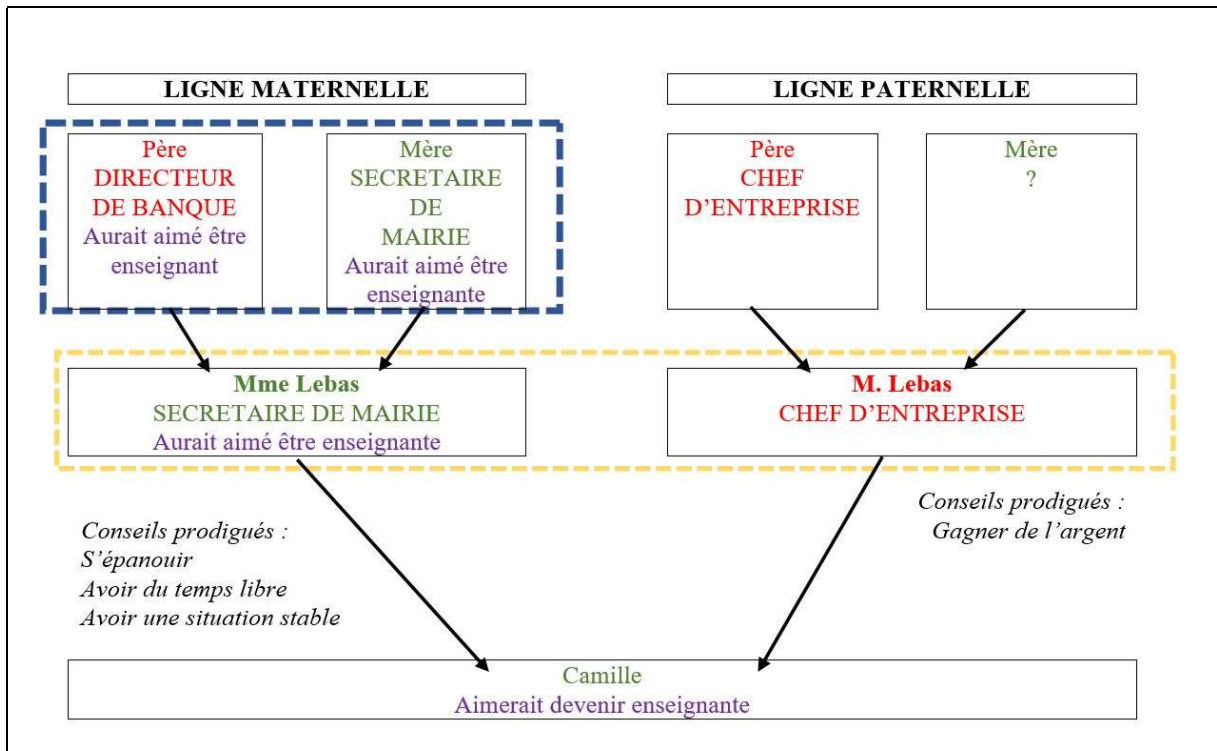 LIGNE MATERNELLE
LIGNE PATERNELLE
Père
DIRECTEUR
DE BANQUE
Aurait aimé être
enseignant
Mère
SECRETAIRE
DE
MAIRIE
Aurait aimé être
enseignante
Père
CHEF
D’ENTREPRISE
Mère
?
Mme Lebas
SECRETAIRE DE MAIRIE
Aurait aimé être enseignante
M. Lebas
CHEF D’ENTREPRISE
Conseils prodigués :
S’épanouir
Avoir du temps libre
Avoir une situation stable
Conseils prodigués :
Gagner de l’argent
Camille
Aimerait devenir enseignante